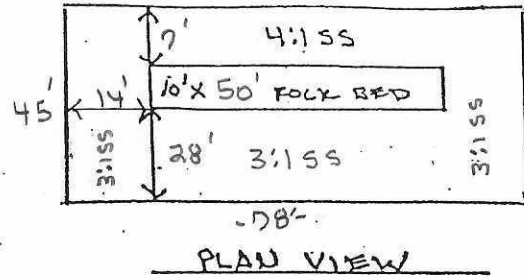 7'
4:1 SS
45'
14'
10' X 50' ROCK BED
3:1 SS
28'
3:1 SS
3:1 SS
-78'-
PLAN VIEW